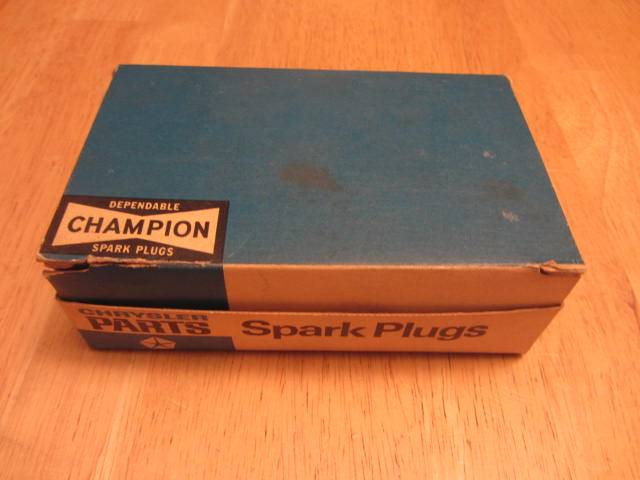 DEPENDABLE
CHAMPION
SPARK PLUGS
CHRYSLER
PARTS
Spark Plugs